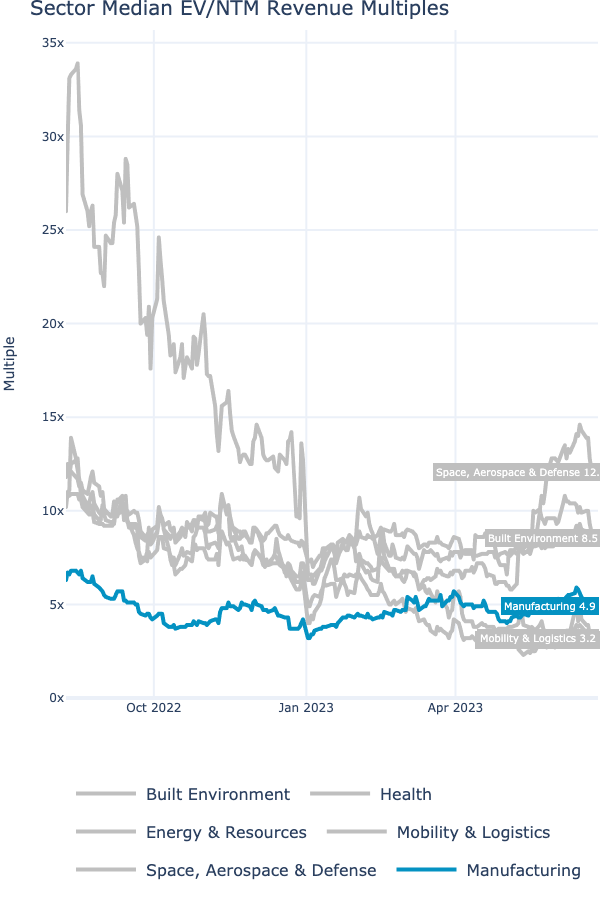 Sector Median EV/NTM Revenue Multiples
35x
30x
25x
20x
15x
10x
5x
0x
Multiple
Space, Aerospace & Defense 12.
Built Environment 8.5
Manufacturing 4.9
Mobility & Logistics 3.2
Oct 2022 Jan 2023 Apr 2023
Built Environment Health
Energy & Resources Mobility & Logistics
Space, Aerospace & Defense Manufacturing